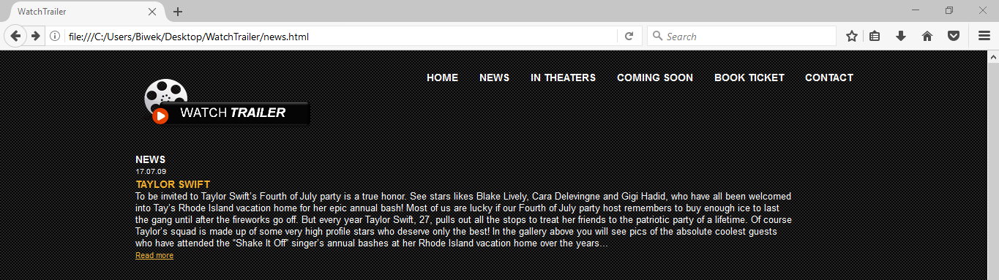 WatchTrailer
file:///C:/Users/Biwek/Desktop/WatchTrailer/news.html
Search
HOME NEWS IN THEATERS COMING SOON BOOK TICKET CONTACT
WATCH TRAILER
NEWS
17.07.09
TAYLOR SWIFT
To be invited to Taylor Swift’s Fourth of July party is a true honor. See stars likes Blake Lively, Cara Delevingne and Gigi Hadid, who have all been welcomed
into Tay’s Rhode Island vacation home for her epic annual bash! Most of us are lucky if our Fourth of July party host remembers to buy enough ice to last
the gang until after the fireworks go off. But every year Taylor Swift, 27, pulls out all the stops to treat her friends to the patriotic party of a lifetime. Of course
Taylor’s squad is made up of some very high profile stars who deserve only the best! In the gallery above you will see pics of the absolute coolest guests
who have attended the “Shake It Off” singer’s annual bashes at her Rhode Island vacation home over the years...
Read more